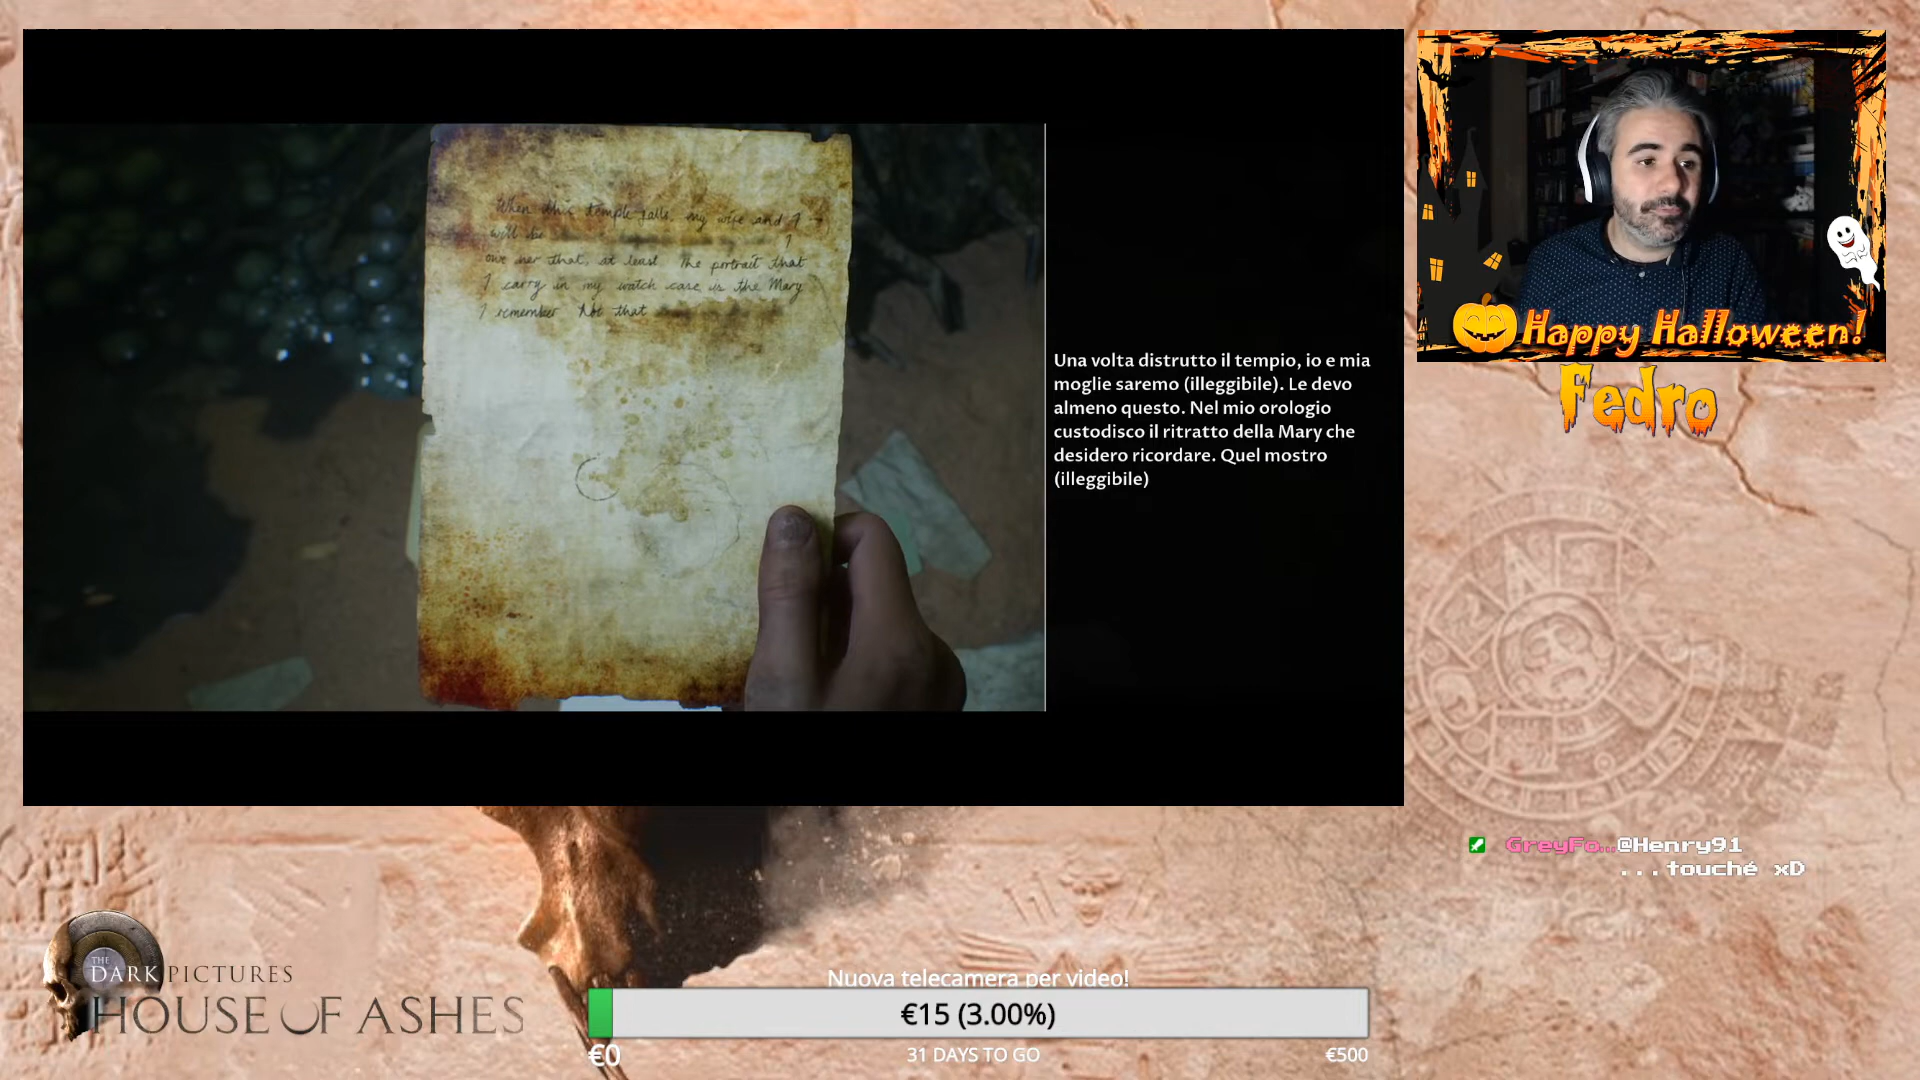 When this temple falls, my wife and I
will be
I
owe her that, at least. The portrait that
I carry in my watch case is the Mary
I remember. Not that
Una volta distrutto il tempio, io e mia
moglie saremo (illeggibile). Le devo
almeno questo. Nel mio orologio
custodisco il ritratto della Mary che
desidero ricordare. Quel mostro
(illeggibile)
Happy Halloween!
Fedro
GreyFo...@Henry91
...touché xD
THE
DARK PICTURES
HOUSE OF ASHES
Nuova telecamera per video!
€15 (3.00%)
€0 31 DAYS TO GO €500